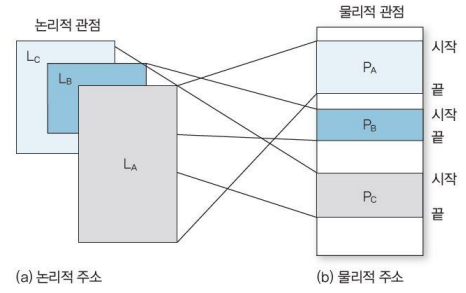 논리적 관점
물리적 관점
L_C
L_B
L_A
P_A
P_B
P_C
시작
끝
시작
끝
시작
끝
(a) 논리적 주소
(b) 물리적 주소